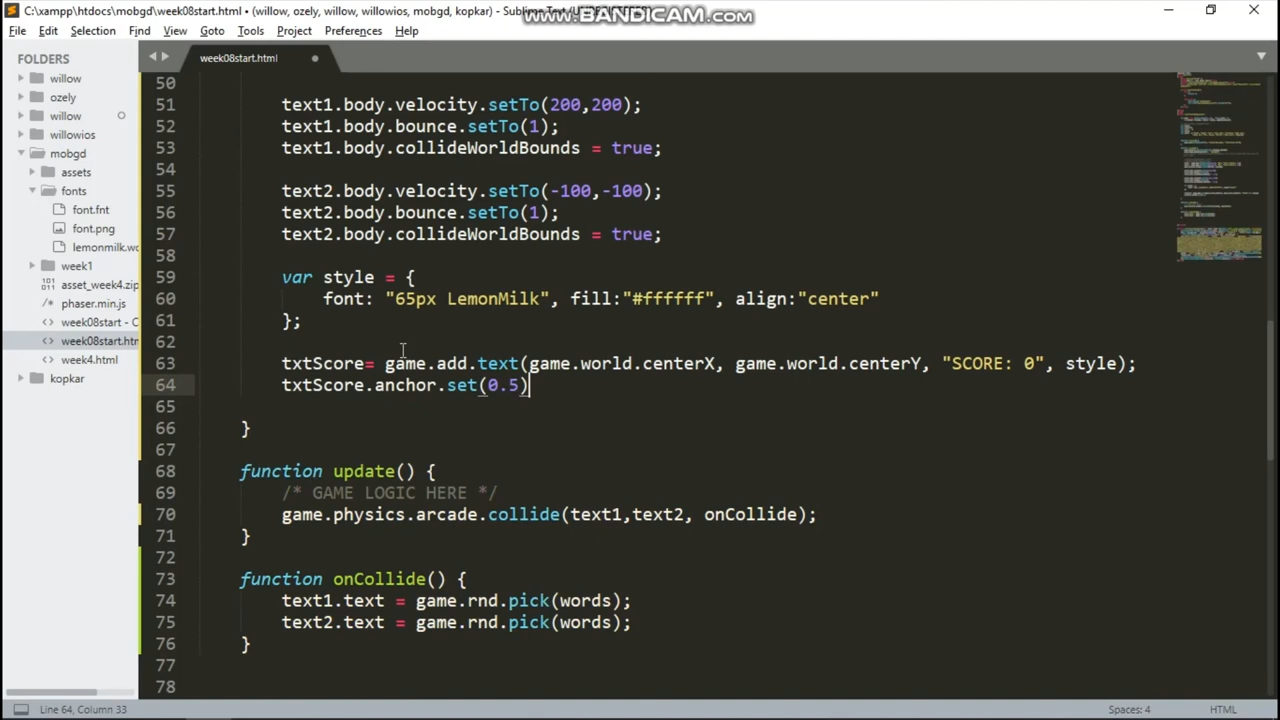 C:\xampp\htdocs\mobgd\week08start.html • (willow, ozely, willow, willowios, mobgd, kopkar) - Sublime Text
www.BANDICAM.com
File Edit Selection Find View Goto Tools Project Preferences Help
FOLDERS
willow
ozely
willow
willowios
mobgd
assets
fonts
font.fnt
font.png
lemonmilk.wo
week1
asset_week4.zip
phaser.min.js
week08start - C
week08start.htm
week4.html
kopkar
week08start.html
50
51 text1.body.velocity.setTo(200,200);
52 text1.body.bounce.setTo(1);
53 text1.body.collideWorldBounds = true;
54
55 text2.body.velocity.setTo(-100,-100);
56 text2.body.bounce.setTo(1);
57 text2.body.collideWorldBounds = true;
58
59 var style = {
60 font: "65px LemonMilk", fill:"#ffffff", align:"center"
61 };
62
63 txtScore= game.add.text(game.world.centerX, game.world.centerY, "SCORE: 0", style);
64 txtScore.anchor.set(0.5)
65
66 }
67
68 function update() {
69 /* GAME LOGIC HERE */
70 game.physics.arcade.collide(text1,text2, onCollide);
71 }
72
73 function onCollide() {
74 text1.text = game.rnd.pick(words);
75 text2.text = game.rnd.pick(words);
76 }
77
78
Line 64, Column 33
Spaces: 4
HTML